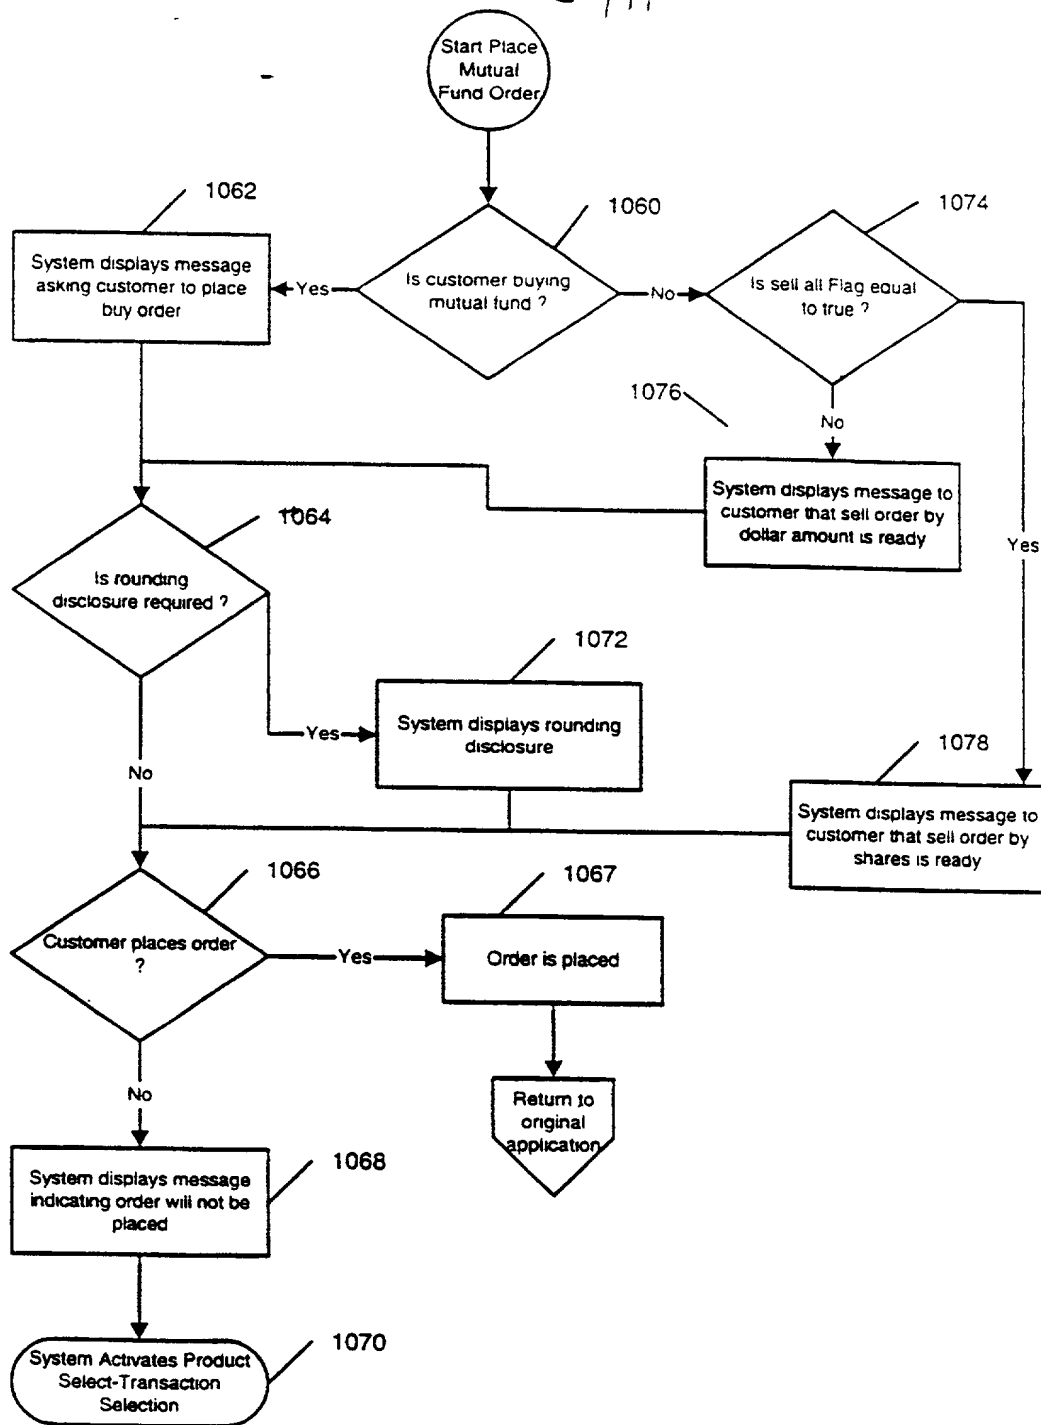 Start Place
Mutual
Fund Order
1062
1060
1074
System displays message
asking customer to place
buy order
Yes
Is customer buying
mutual fund ?
No
Is sell all Flag equal
to true ?
1076
No
System displays message to
customer that sell order by
dollar amount is ready
Yes
1064
Is rounding
disclosure required ?
1072
Yes
System displays rounding
disclosure
1078
No
System displays message to
customer that sell order by
shares is ready
1066
1067
Customer places order
?
Yes
Order is placed
No
Return to
original
application
1068
System displays message
indicating order will not be
placed
1070
System Activates Product
Select-Transaction
Selection